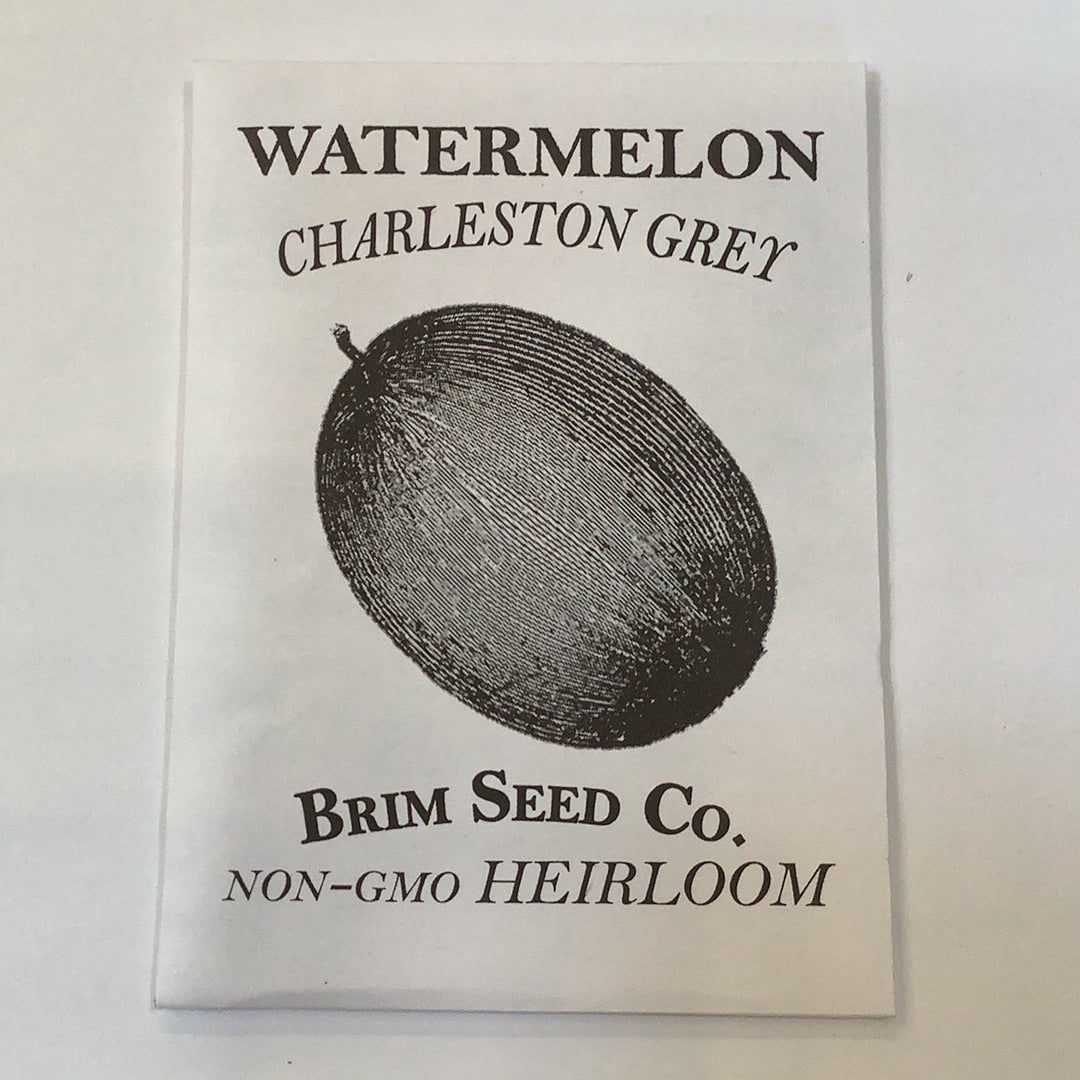 WATERMELON
CHARLESTON GREY
BRIM SEED CO.
NON-GMO HEIRLOOM